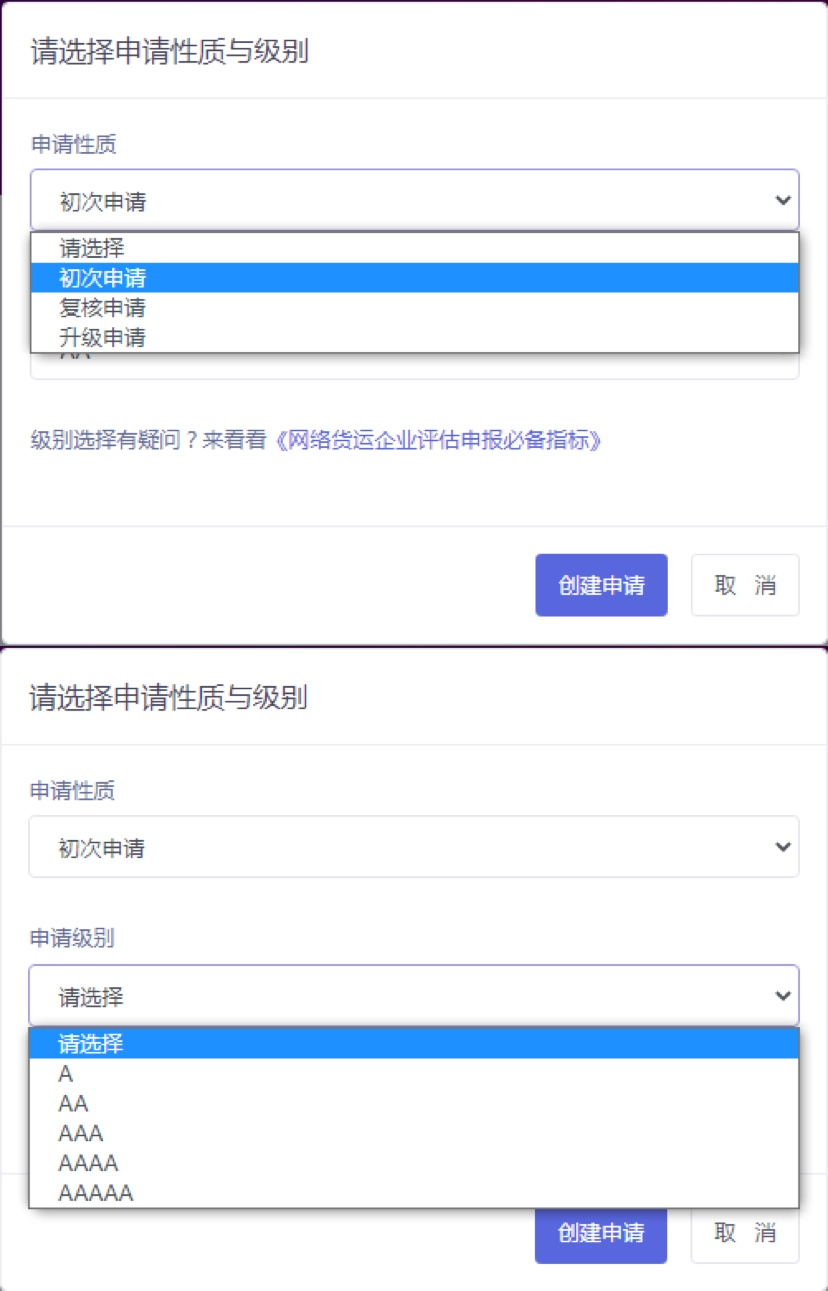 请选择申请性质与级别
申请性质
初次申请
请选择
初次申请
复核申请
升级申请
AA
级别选择有疑问？来看看《网络货运企业评估申报必备指标》
创建申请
取 消
请选择申请性质与级别
申请性质
初次申请
申请级别
请选择
请选择
A
AA
AAA
AAAA
AAAAA
创建申请
取 消